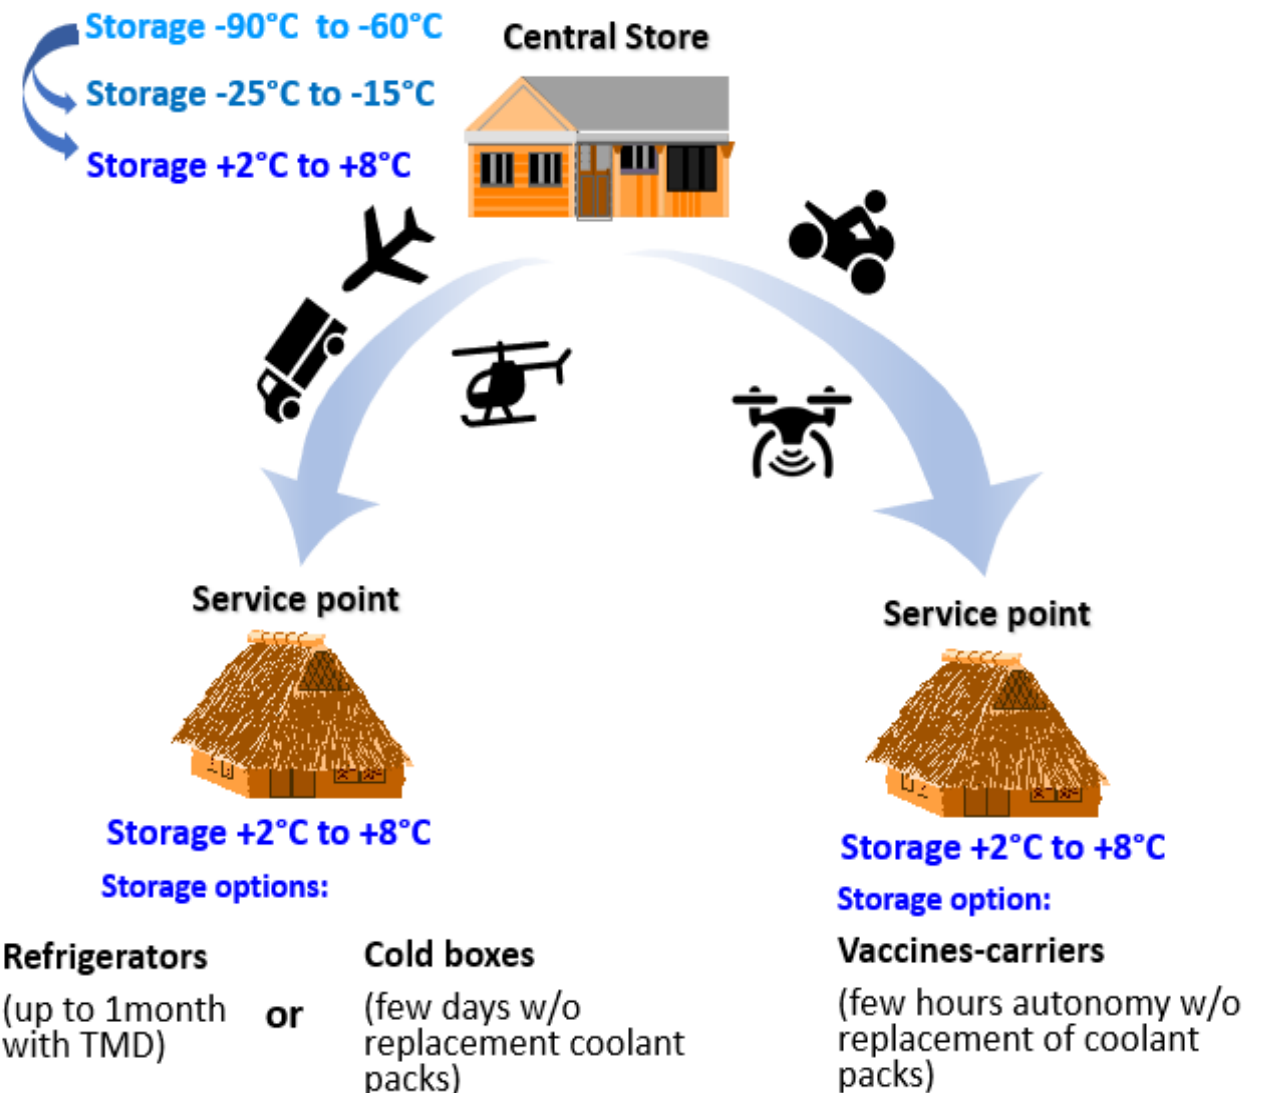 Storage -90°C  to -60°C
Central Store
Storage -25°C to -15°C
Storage +2°C to +8°C
Service point
Storage +2°C to +8°C
Storage options:
Refrigerators
(up to 1month
with TMD)
or
Cold boxes
(few days w/o
replacement coolant
packs)
Service point
Storage +2°C to +8°C
Storage option:
Vaccines-carriers
(few hours autonomy w/o
replacement of coolant
packs)